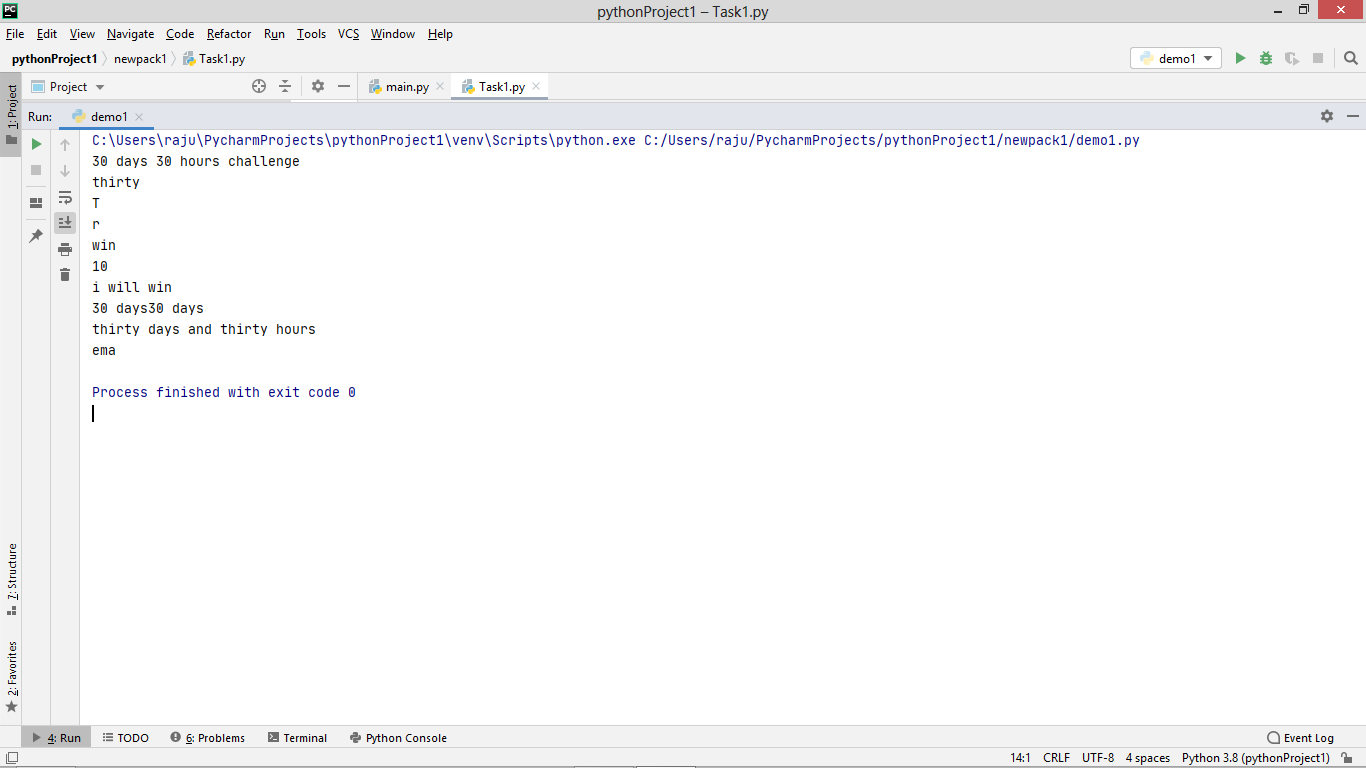 PC
pythonProject1 – Task1.py
File Edit View Navigate Code Refactor Run Tools VCS Window Help
pythonProject1 newpack1 Task1.py
demo1
1: Project
Project
main.py
Task1.py
Run: demo1
C:\Users\raju\PycharmProjects\pythonProject1\venv\Scripts\python.exe C:/Users/raju/PycharmProjects/pythonProject1/newpack1/demo1.py
30 days 30 hours challenge
thirty
T
r
win
10
i will win
30 days30 days
thirty days and thirty hours
ema
Process finished with exit code 0
7: Structure
2: Favorites
4: Run TODO 6: Problems Terminal Python Console
Event Log
14:1 CRLF UTF-8 4 spaces Python 3.8 (pythonProject1)